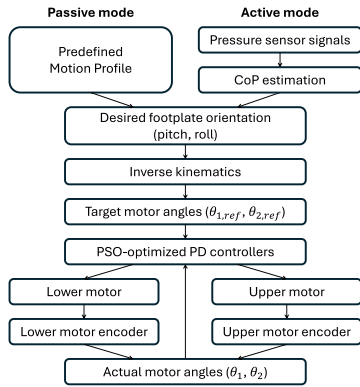 Passive mode
Active mode
Predefined
Motion Profile
Pressure sensor signals
CoP estimation
Desired footplate orientation
(pitch, roll)
Inverse kinematics
Target motor angles (θ₁,ref, θ₂,ref)
PSO-optimized PD controllers
Lower motor
Upper motor
Lower motor encoder
Upper motor encoder
Actual motor angles (θ₁, θ₂)